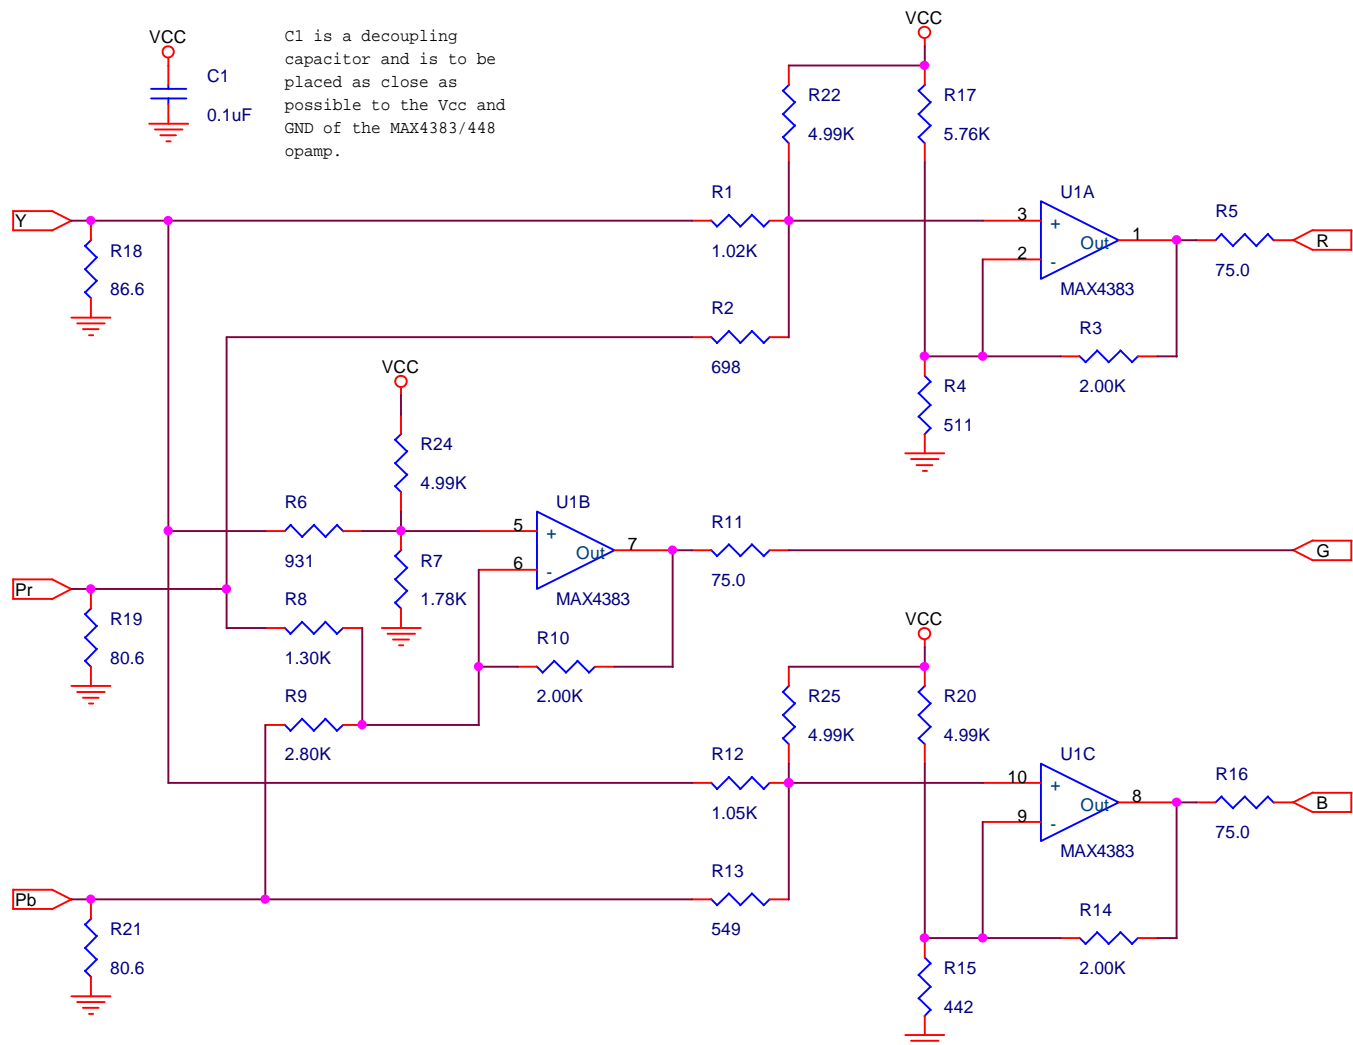 VCC
C1
0.1uF
C1 is a decoupling
capacitor and is to be
placed as close as
possible to the Vcc and
GND of the MAX4383/448
opamp.
VCC
R22
4.99K
R17
5.76K
Y
R18
86.6
R1
1.02K
R2
698
3
+
2
-
U1A
Out
1
MAX4383
R5
75.0
R
R3
2.00K
R4
511
VCC
R24
4.99K
R6
931
R7
1.78K
5
+
6
-
U1B
Out
7
MAX4383
R11
75.0
G
Pr
R19
80.6
R8
1.30K
R9
2.80K
R10
2.00K
VCC
R25
4.99K
R20
4.99K
R12
1.05K
10
+
9
-
U1C
Out
8
MAX4383
R16
75.0
B
Pb
R21
80.6
R13
549
R14
2.00K
R15
442